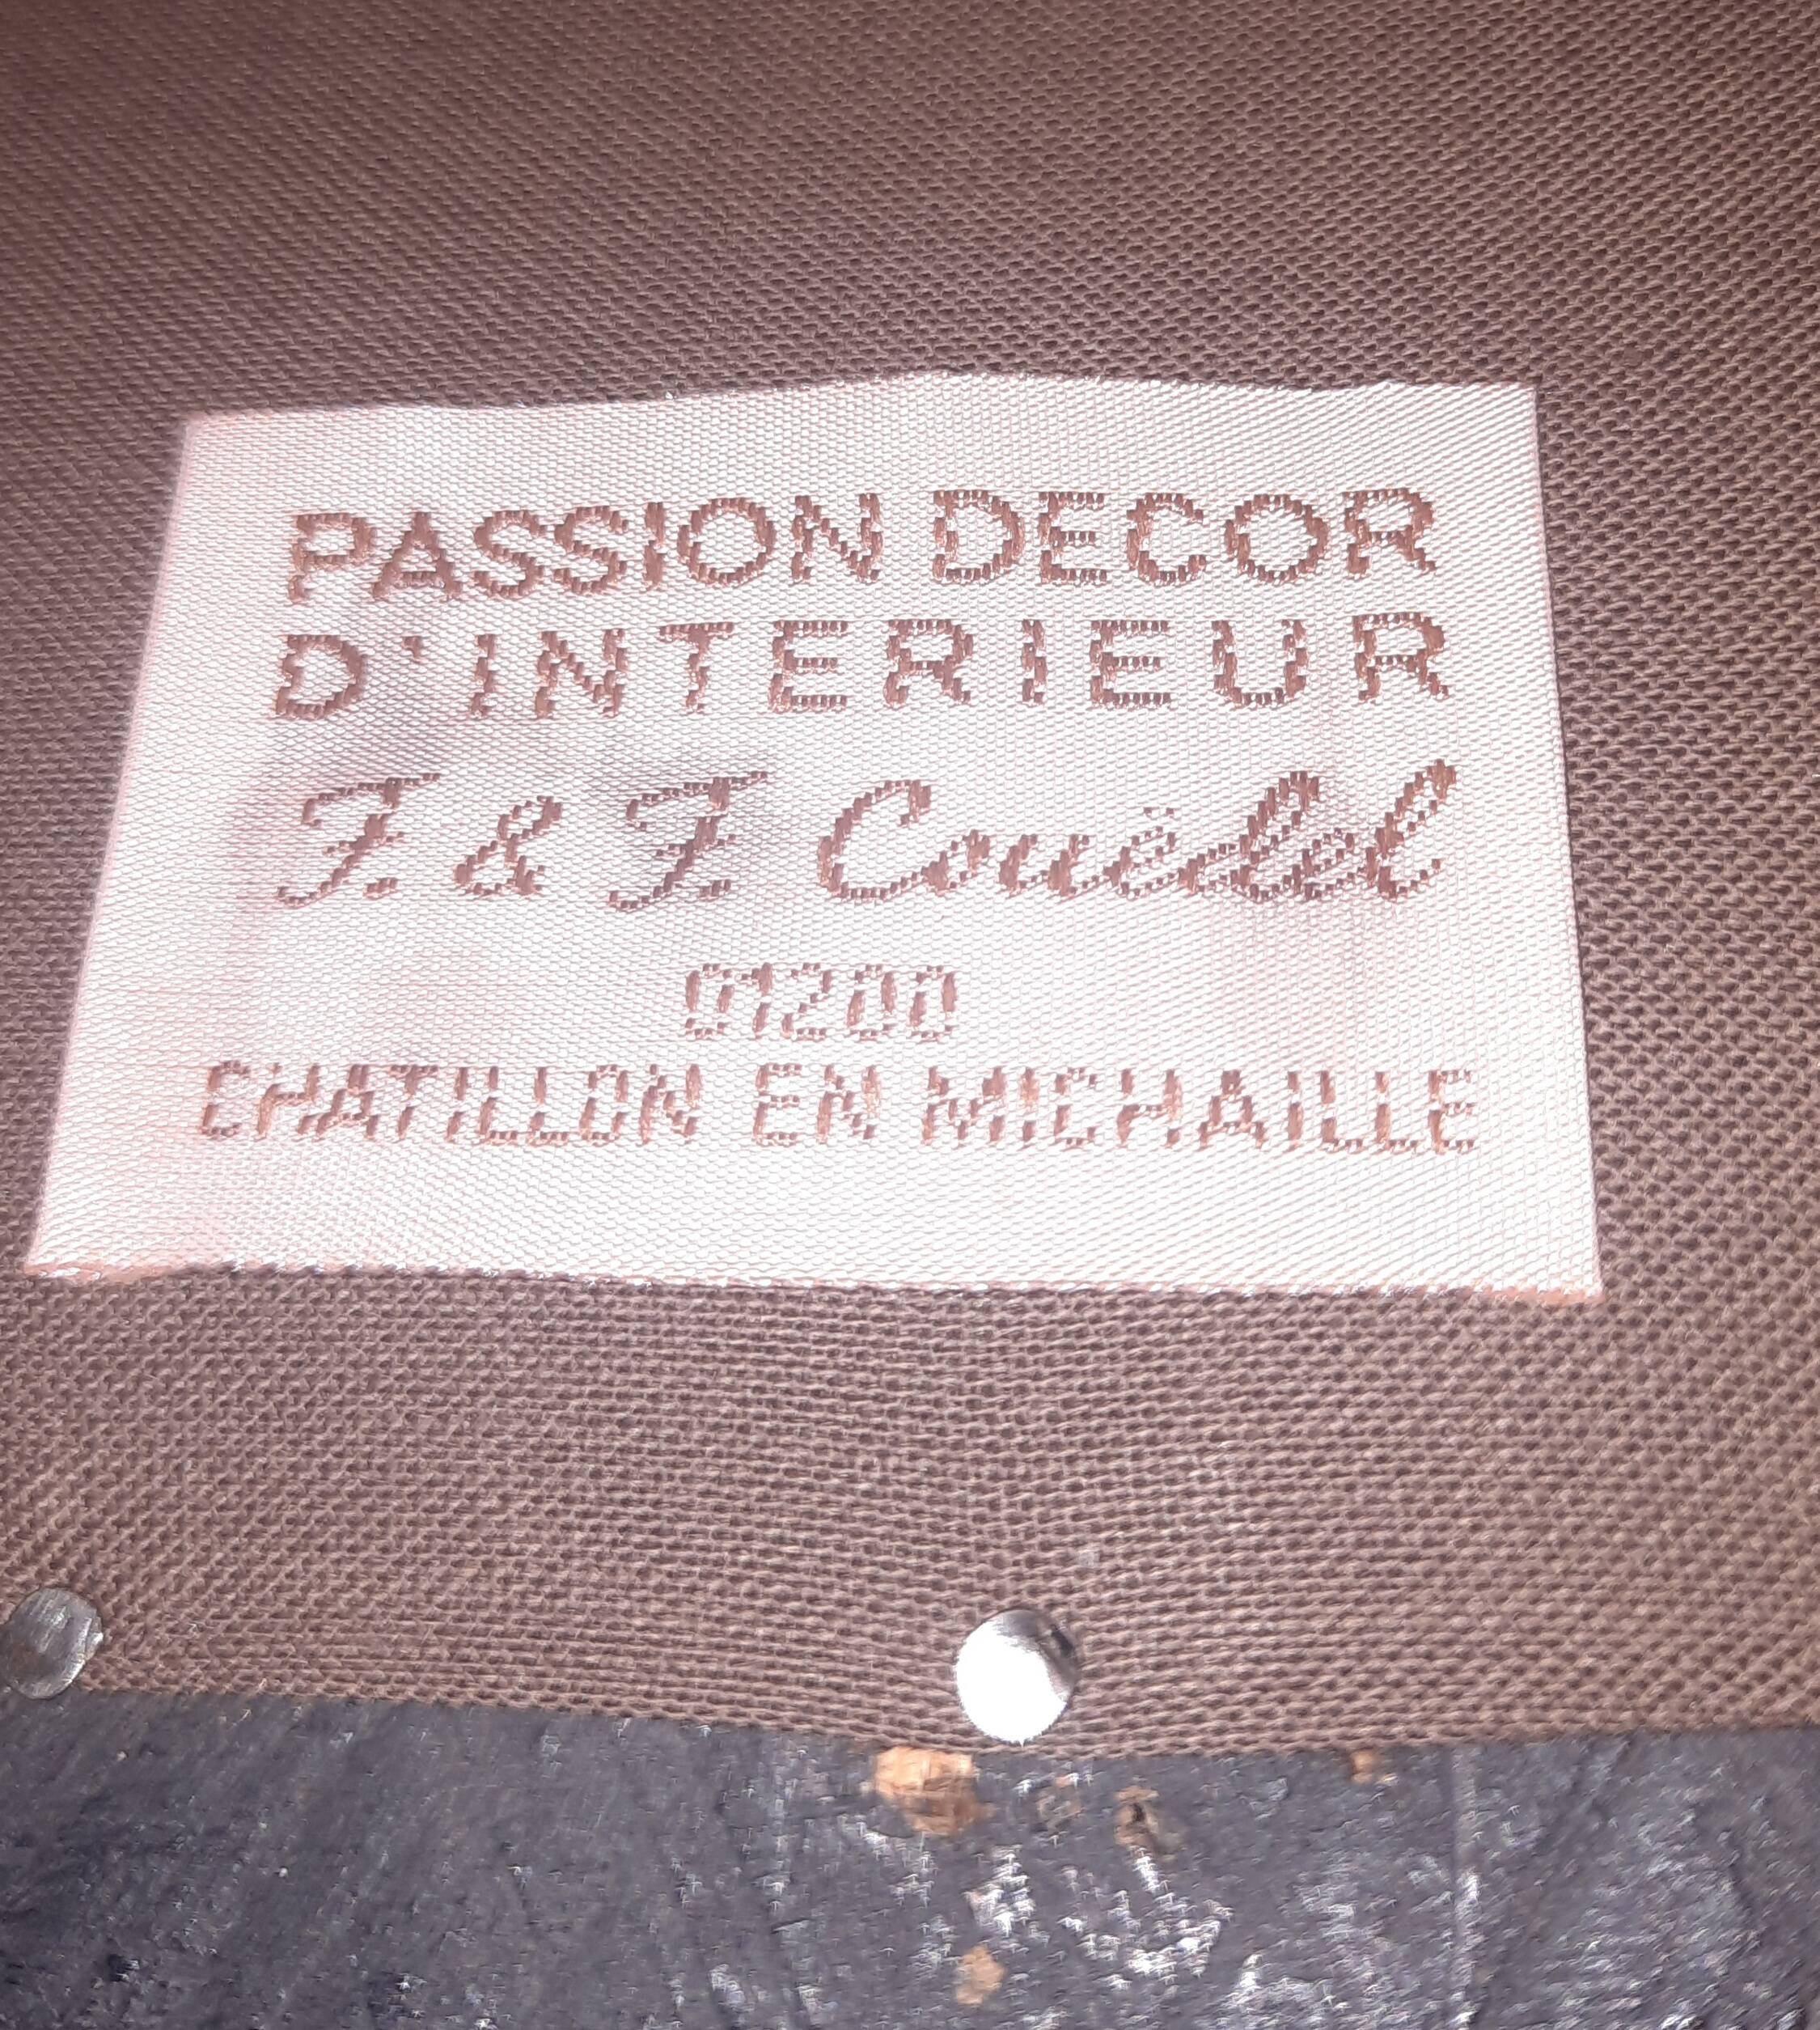 PASSION DECOR
D'INTERIEUR
F. & F. Couëdel
01200
CHATILLON EN MICHAILLE